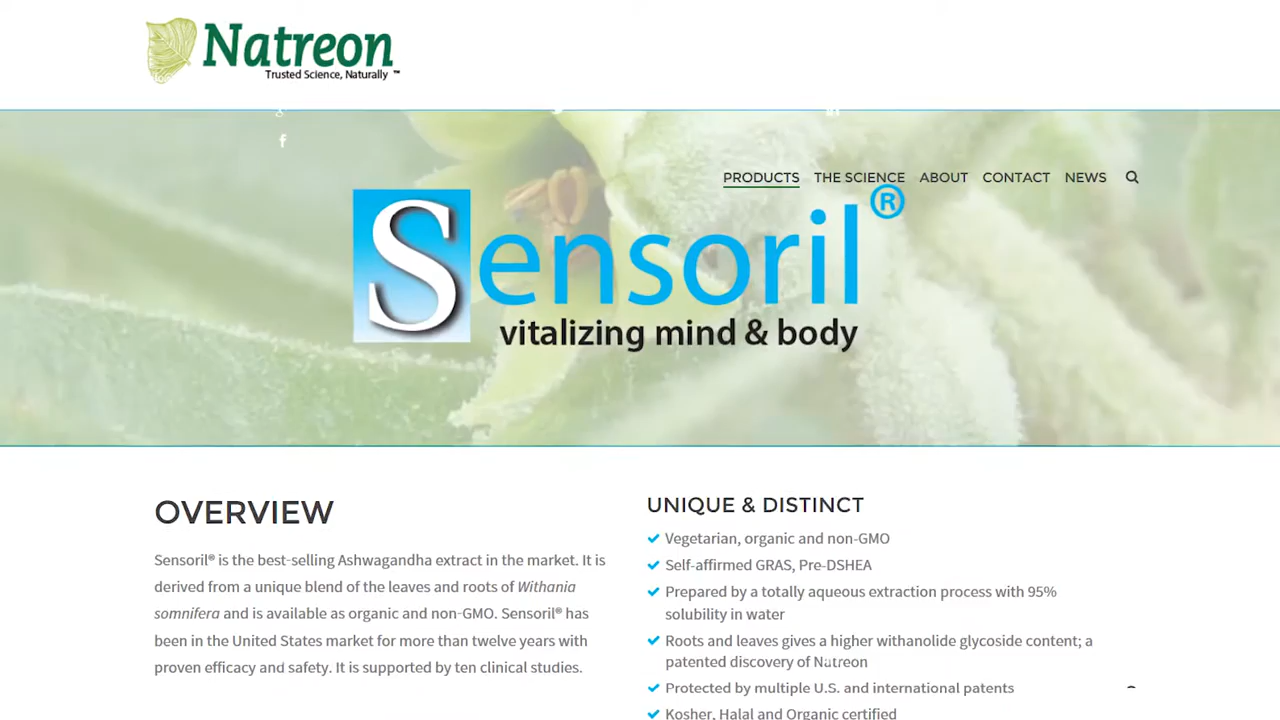 Natreon
Trusted Science, Naturally ™
f
PRODUCTS THE SCIENCE ABOUT CONTACT NEWS
Sensoril®
vitalizing mind & body
OVERVIEW
Sensoril® is the best-selling Ashwagandha extract in the market. It is
derived from a unique blend of the leaves and roots of Withania
somnifera and is available as organic and non-GMO. Sensoril® has
been in the United States market for more than twelve years with
proven efficacy and safety. It is supported by ten clinical studies.
UNIQUE & DISTINCT
Vegetarian, organic and non-GMO
Self-affirmed GRAS, Pre-DSHEA
Prepared by a totally aqueous extraction process with 95%
solubility in water
Roots and leaves gives a higher withanolide glycoside content; a
patented discovery of Natreon
Protected by multiple U.S. and international patents
Kosher, Halal and Organic certified